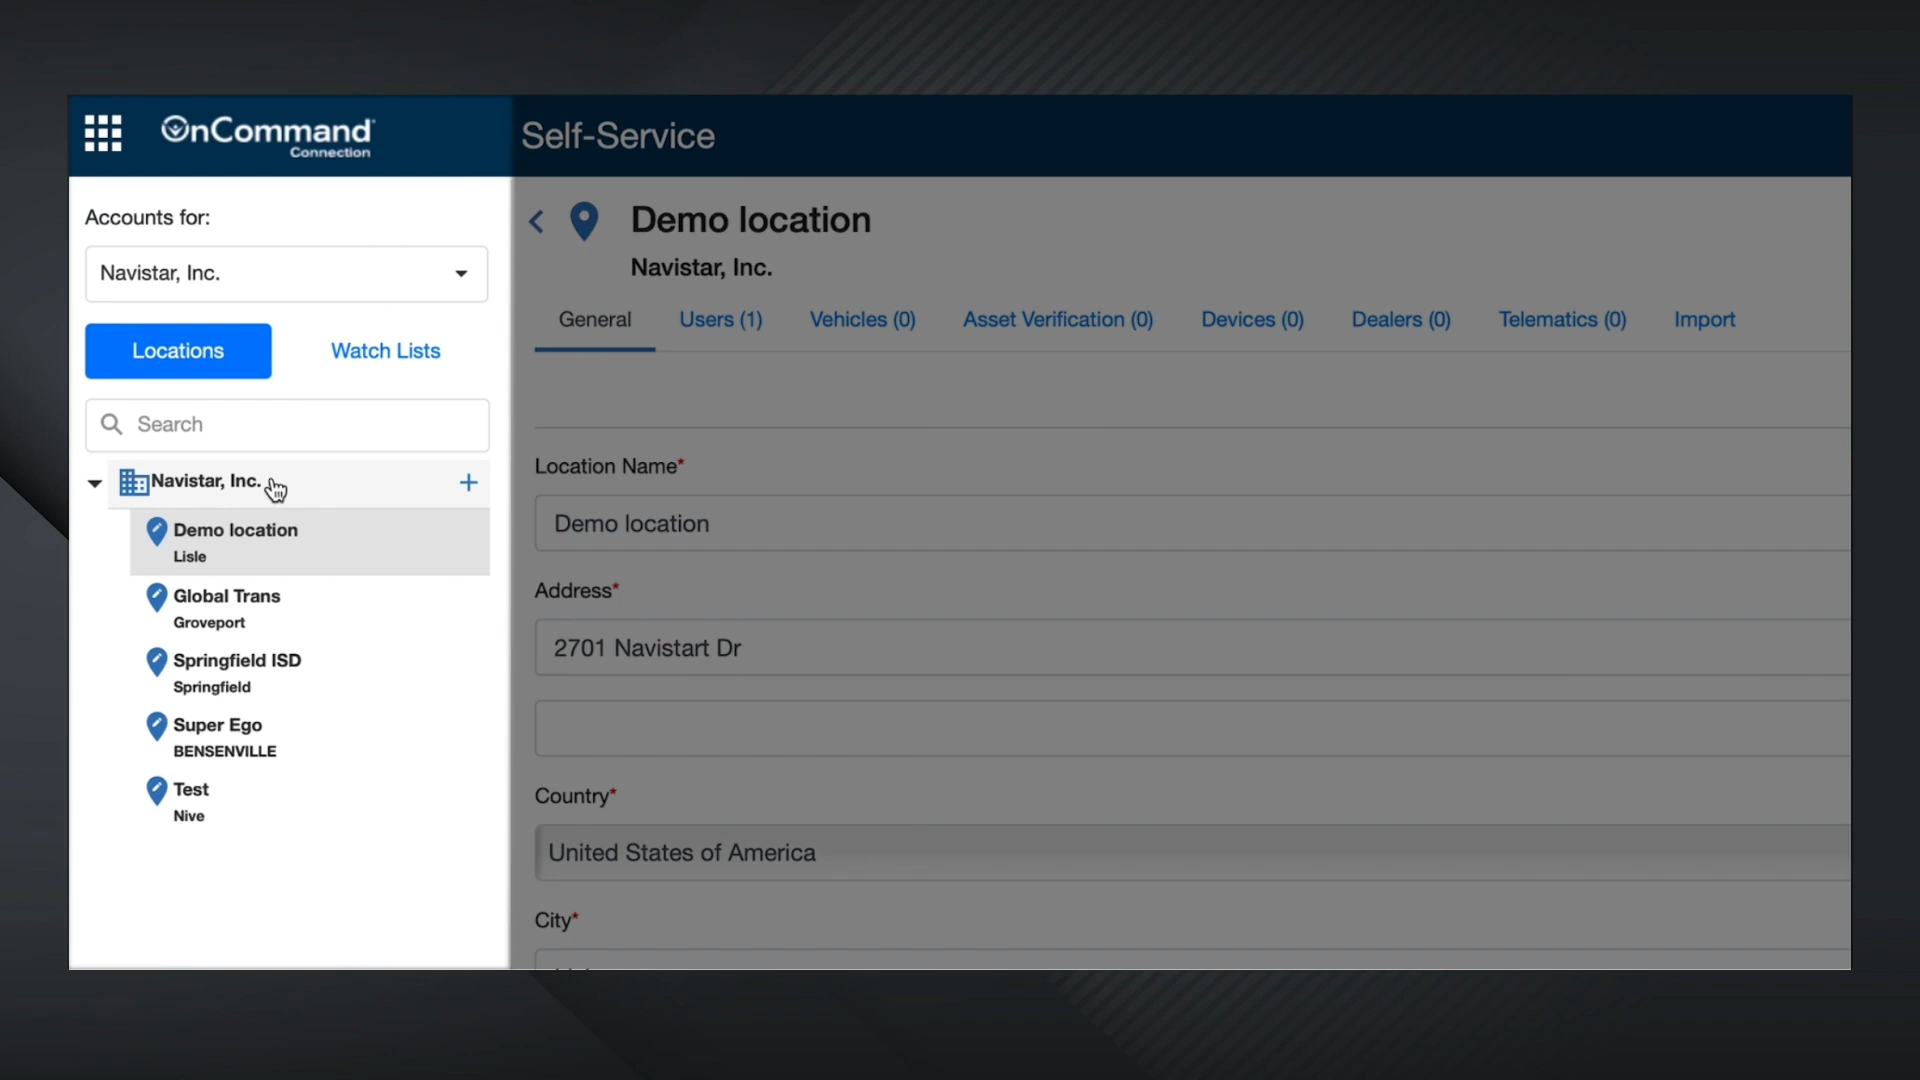 OnCommand
Connection
Self-Service
Accounts for:
Navistar, Inc.
Locations
Watch Lists
Search
Navistar, Inc.
Demo location
Lisle
Global Trans
Groveport
Springfield ISD
Springfield
Super Ego
BENSENVILLE
Test
Nive
Demo location
Navistar, Inc.
General Users (1) Vehicles (0) Asset Verification (0) Devices (0) Dealers (0) Telematics (0) Import
Location Name*
Demo location
Address*
2701 Navistart Dr
Country*
United States of America
City*